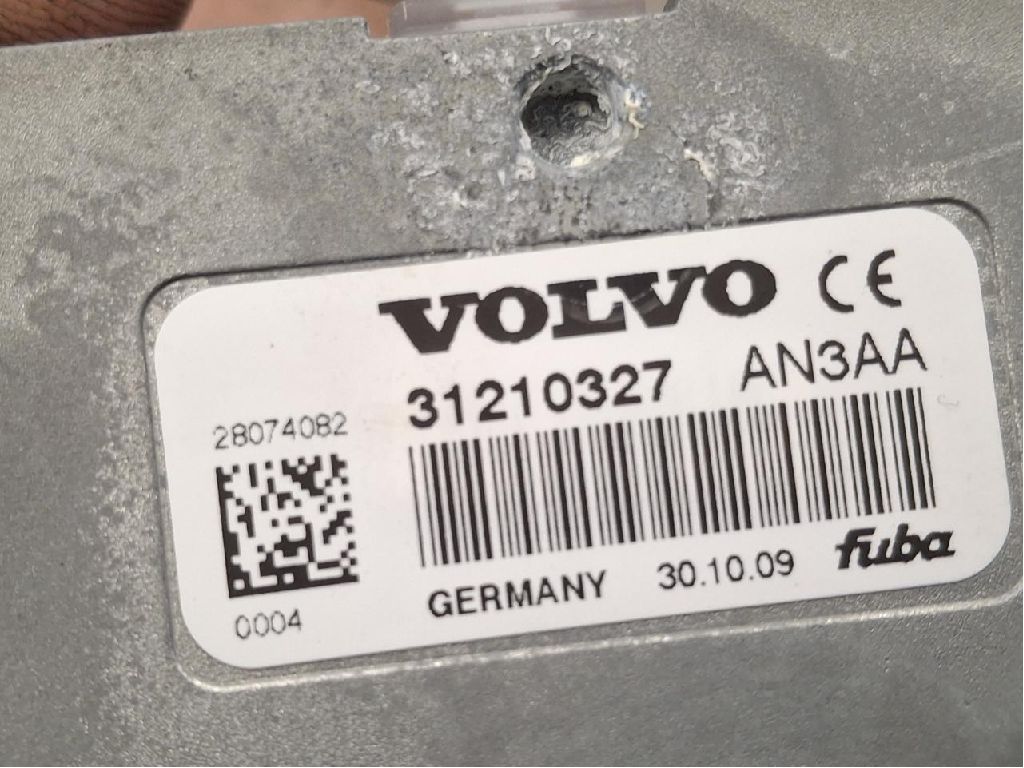 VOLVO CE
31210327 AN3AA
28074082
0004
GERMANY 30.10.09 fuba